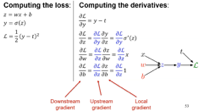 Computing the loss:
z = wx + b
y = σ(z)
ℒ = 1/2 (y − t)²
Computing the derivatives:
∂ℒ/∂y = y − t
∂ℒ/∂z = ∂ℒ/∂y ∂y/∂z = ∂ℒ/∂y σ′(z)
∂ℒ/∂w = ∂ℒ/∂z ∂z/∂w = ∂ℒ/∂z x
∂ℒ/∂b = ∂ℒ/∂z ∂z/∂b = ∂ℒ/∂z 1
x
w
b
z
y
t
ℒ
Downstream gradient
Upstream gradient
Local gradient